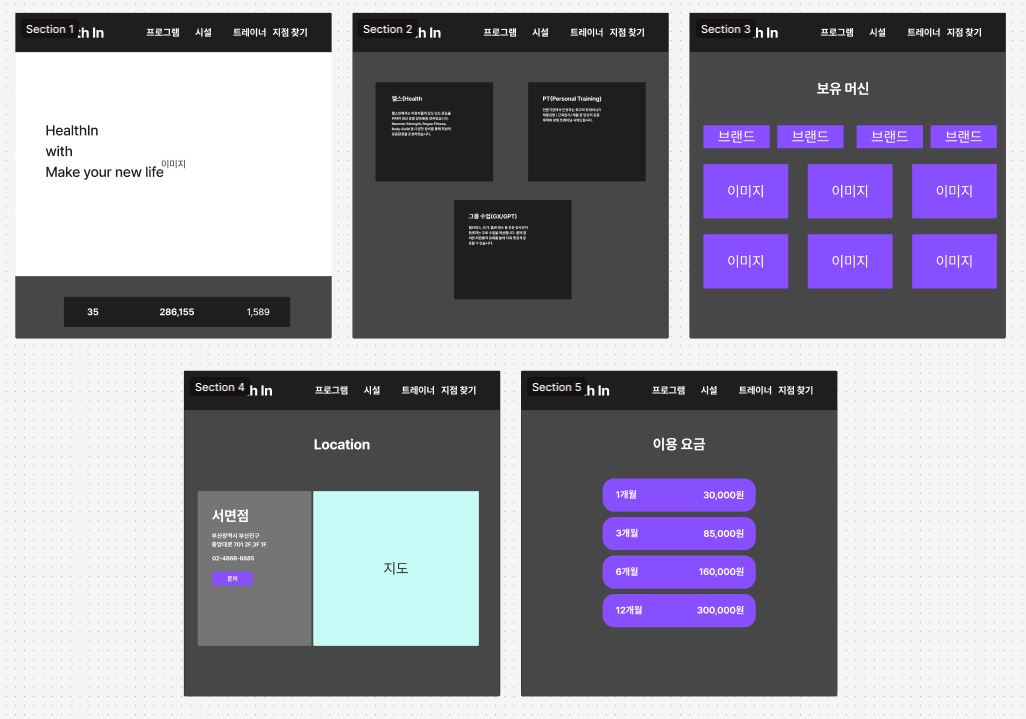 Section 1
th In
프로그램 시설 트레이너 지점 찾기
HealthIn
with
Make your new life
이미지
35 286,155 1,589
Section 2
h In
프로그램 시설 트레이너 지점 찾기
헬스(Health
PT(Personal Training)
그룹 수업(GX/GPT)
Section 3
h In
프로그램 시설 트레이너 지점 찾기
보유 머신
브랜드 브랜드 브랜드 브랜드
이미지 이미지 이미지
이미지 이미지 이미지
Section 4
h In
프로그램 시설 트레이너 지점 찾기
Location
서면점
부산광역시 부산진구
중앙대로 701 2F,3F 1F
02-4866-8885
문의
지도
Section 5
h In
프로그램 시설 트레이너 지점 찾기
이용 요금
1개월 30,000원
3개월 85,000원
6개월 160,000원
12개월 300,000원